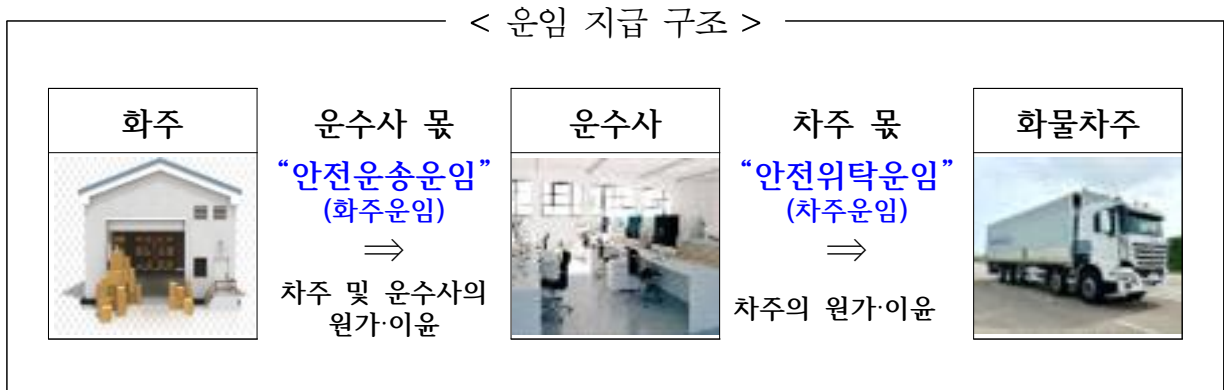 < 운임 지급 구조 >
화주
운수사 몫
“안전운송운임”
(화주운임)
⇒
차주 및 운수사의
원가·이윤
운수사
차주 몫
“안전위탁운임”
(차주운임)
⇒
차주의 원가·이윤
화물차주